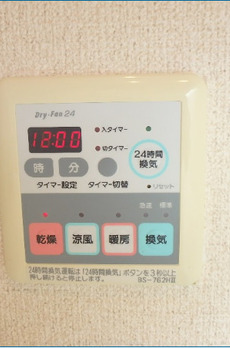 Dry-Fan 24
12:00
入タイマー
切タイマー
24時間
換気
時 分
タイマー設定 タイマー切替
リセット
急速 標準
乾燥 涼風 暖房 換気
24時間換気運転は「24時間換気」ボタンを3秒以上
押し続けると停止します。